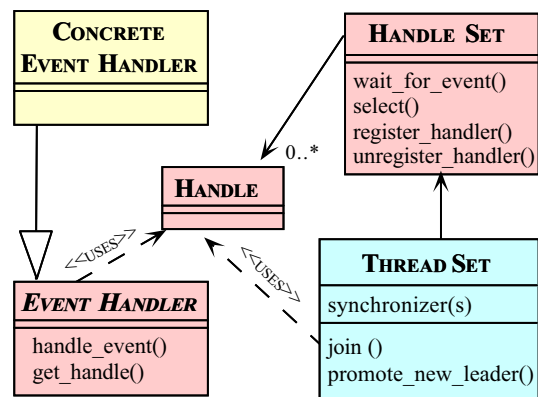 CONCRETE
EVENT HANDLER
HANDLE SET
wait_for_event()
select()
register_handler()
unregister_handler()
0..*
HANDLE
<<USES>>
<<USES>>
EVENT HANDLER
handle_event()
get_handle()
THREAD SET
synchronizer(s)
join ()
promote_new_leader()